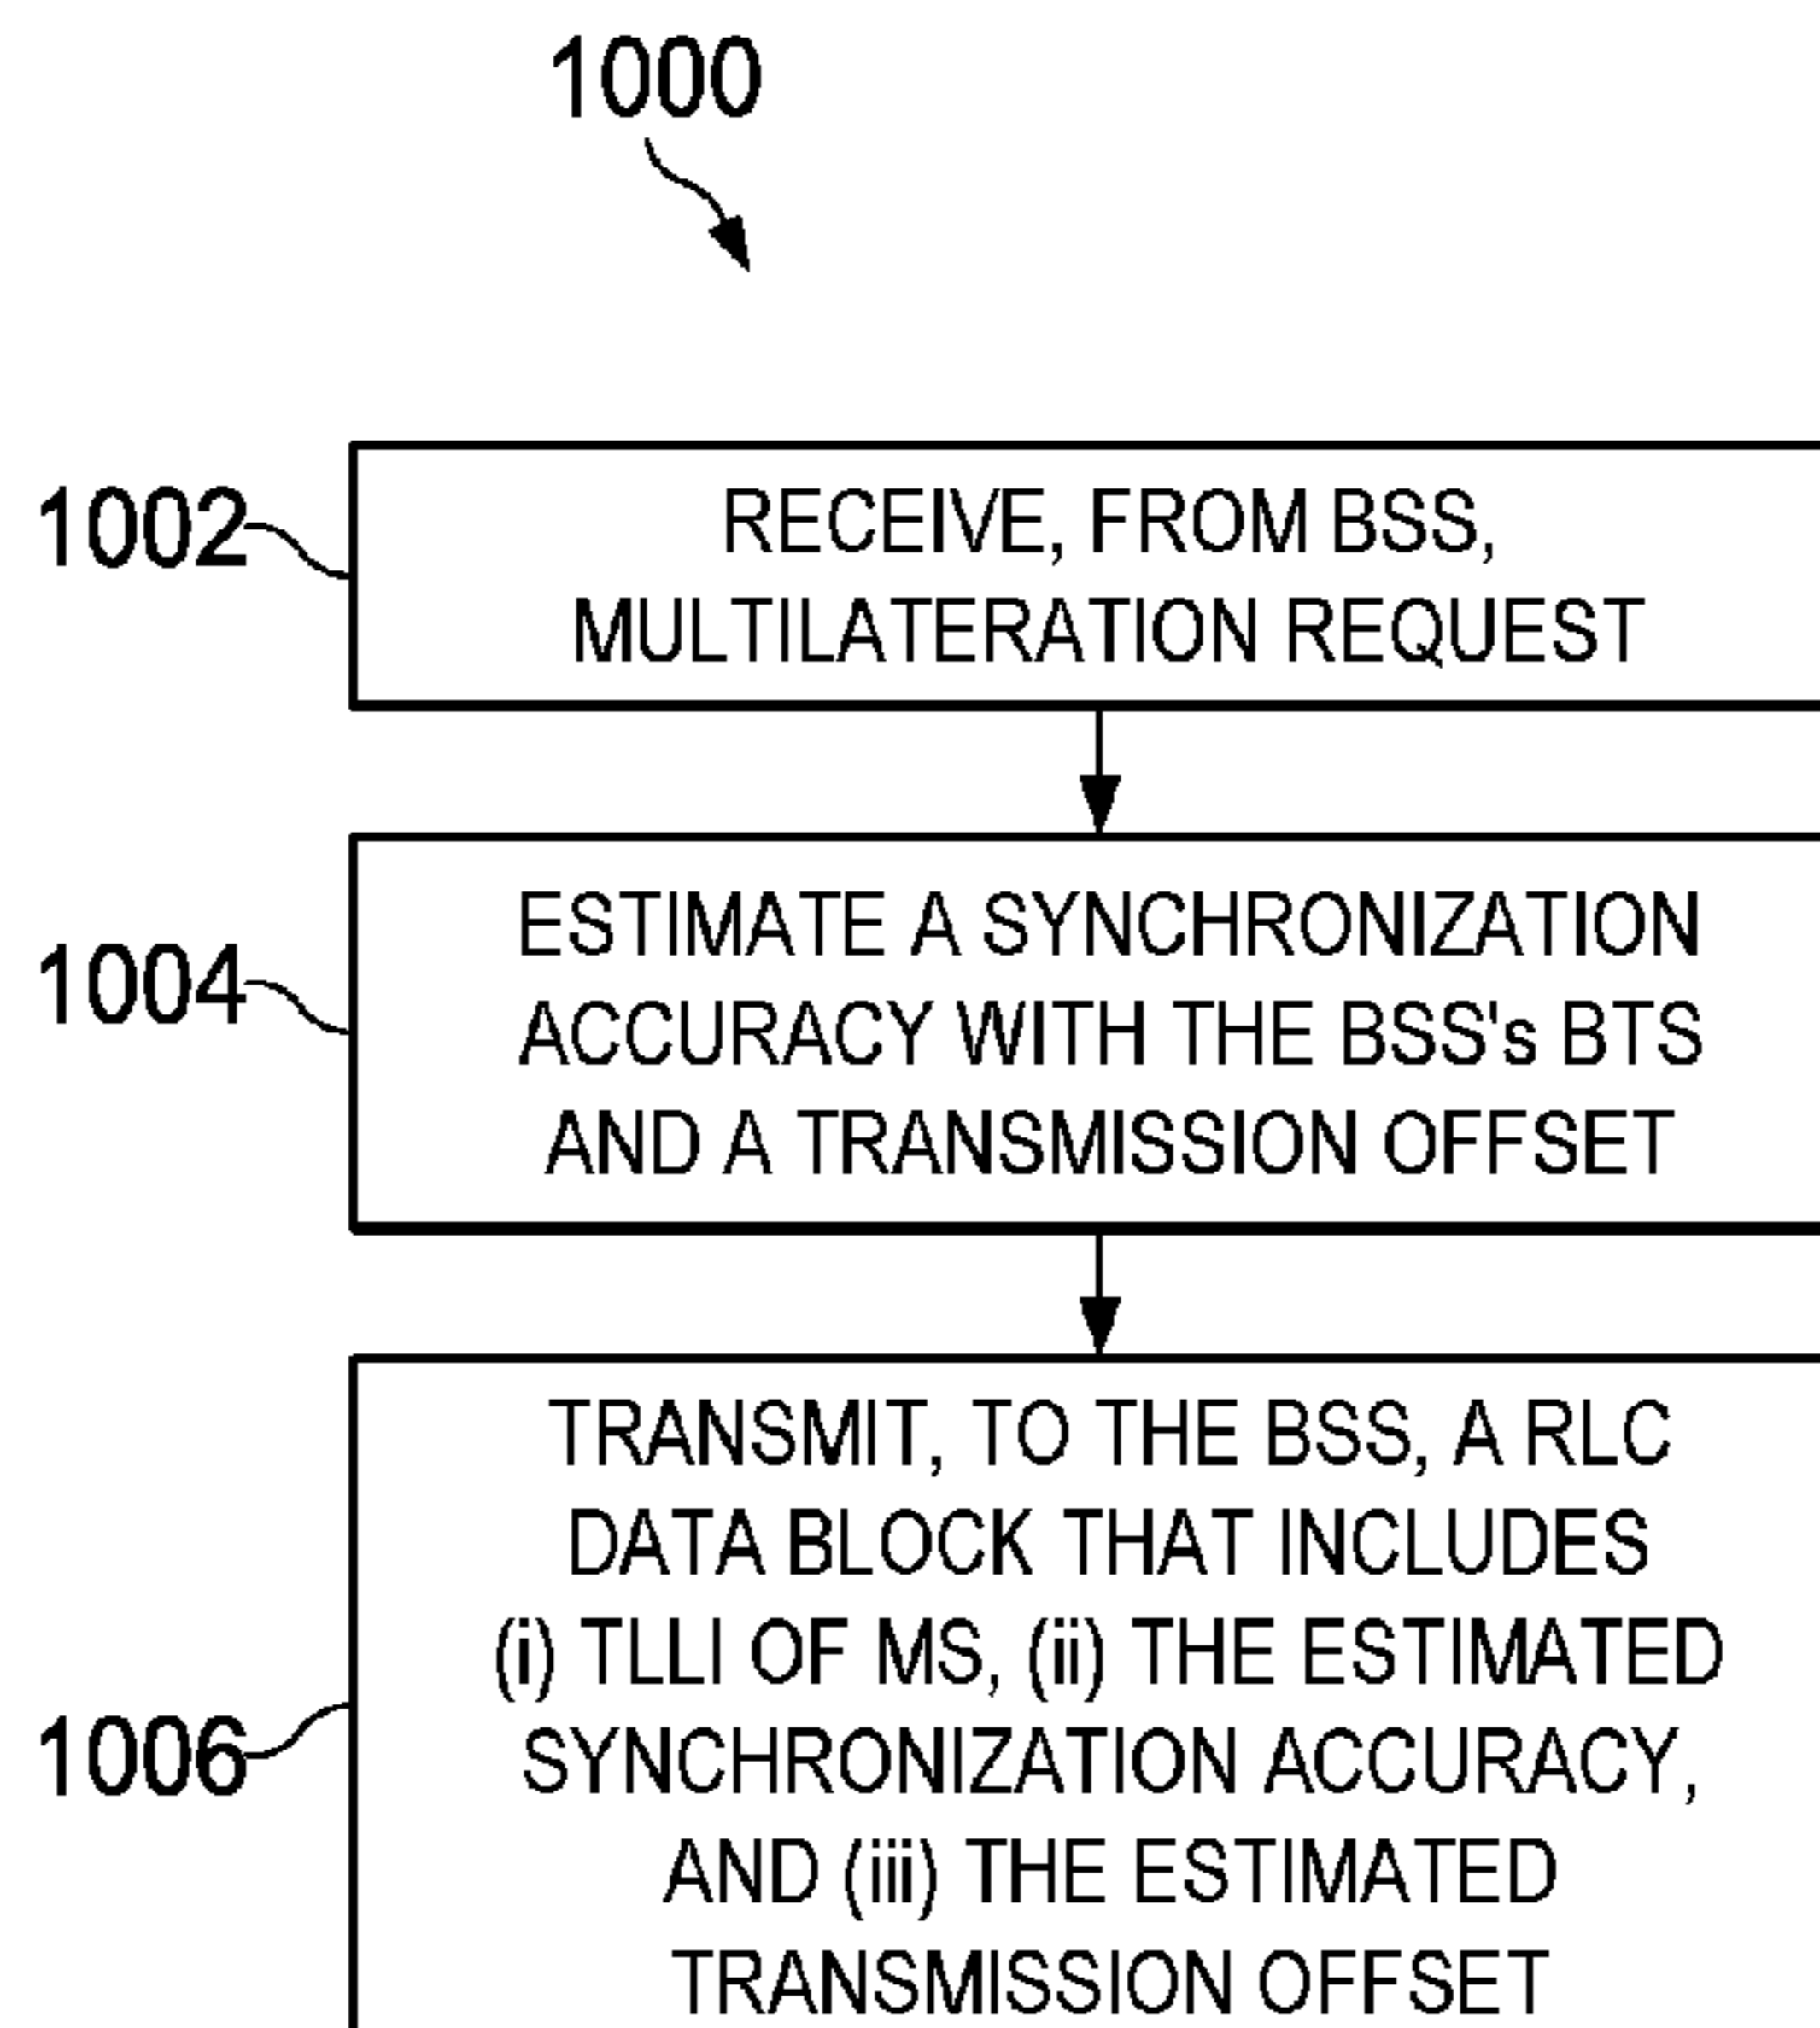 1000
1002
RECEIVE, FROM BSS,
MULTILATERATION REQUEST
1004
ESTIMATE A SYNCHRONIZATION
ACCURACY WITH THE BSS's BTS
AND A TRANSMISSION OFFSET
1006
TRANSMIT, TO THE BSS, A RLC
DATA BLOCK THAT INCLUDES
(i) TLLI OF MS, (ii) THE ESTIMATED
SYNCHRONIZATION ACCURACY,
AND (iii) THE ESTIMATED
TRANSMISSION OFFSET